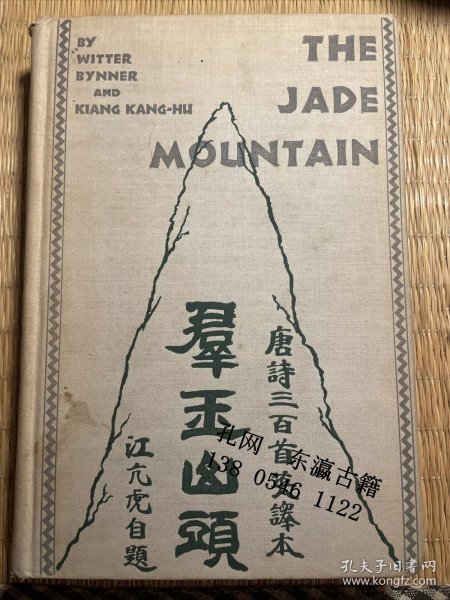 BY
WITTER
BYNNER
AND
KIANG KANG-HU
THE
JADE
MOUNTAIN
唐詩三百首英譯本
羣玉山頭
江亢虎自題
孔网 东瀛古籍
138 0546 1122
孔夫子旧书网
www.kongfz.com